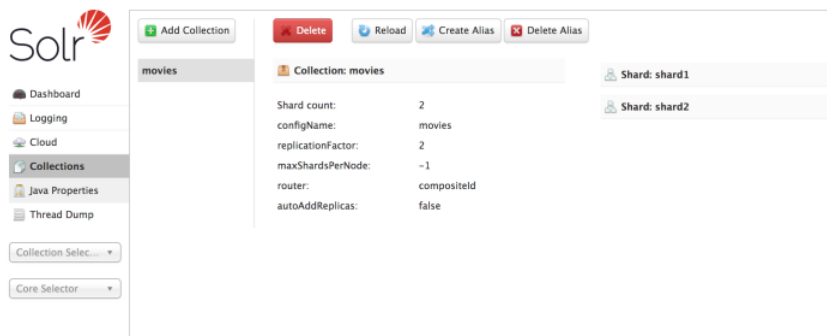 Solr
Dashboard
Logging
Cloud
Collections
Java Properties
Thread Dump
Collection Selec...
Core Selector
Add Collection
movies
Delete
Reload
Create Alias
Delete Alias
Collection: movies
Shard count: 2
configName: movies
replicationFactor: 2
maxShardsPerNode: -1
router: compositeId
autoAddReplicas: false
Shard: shard1
Shard: shard2